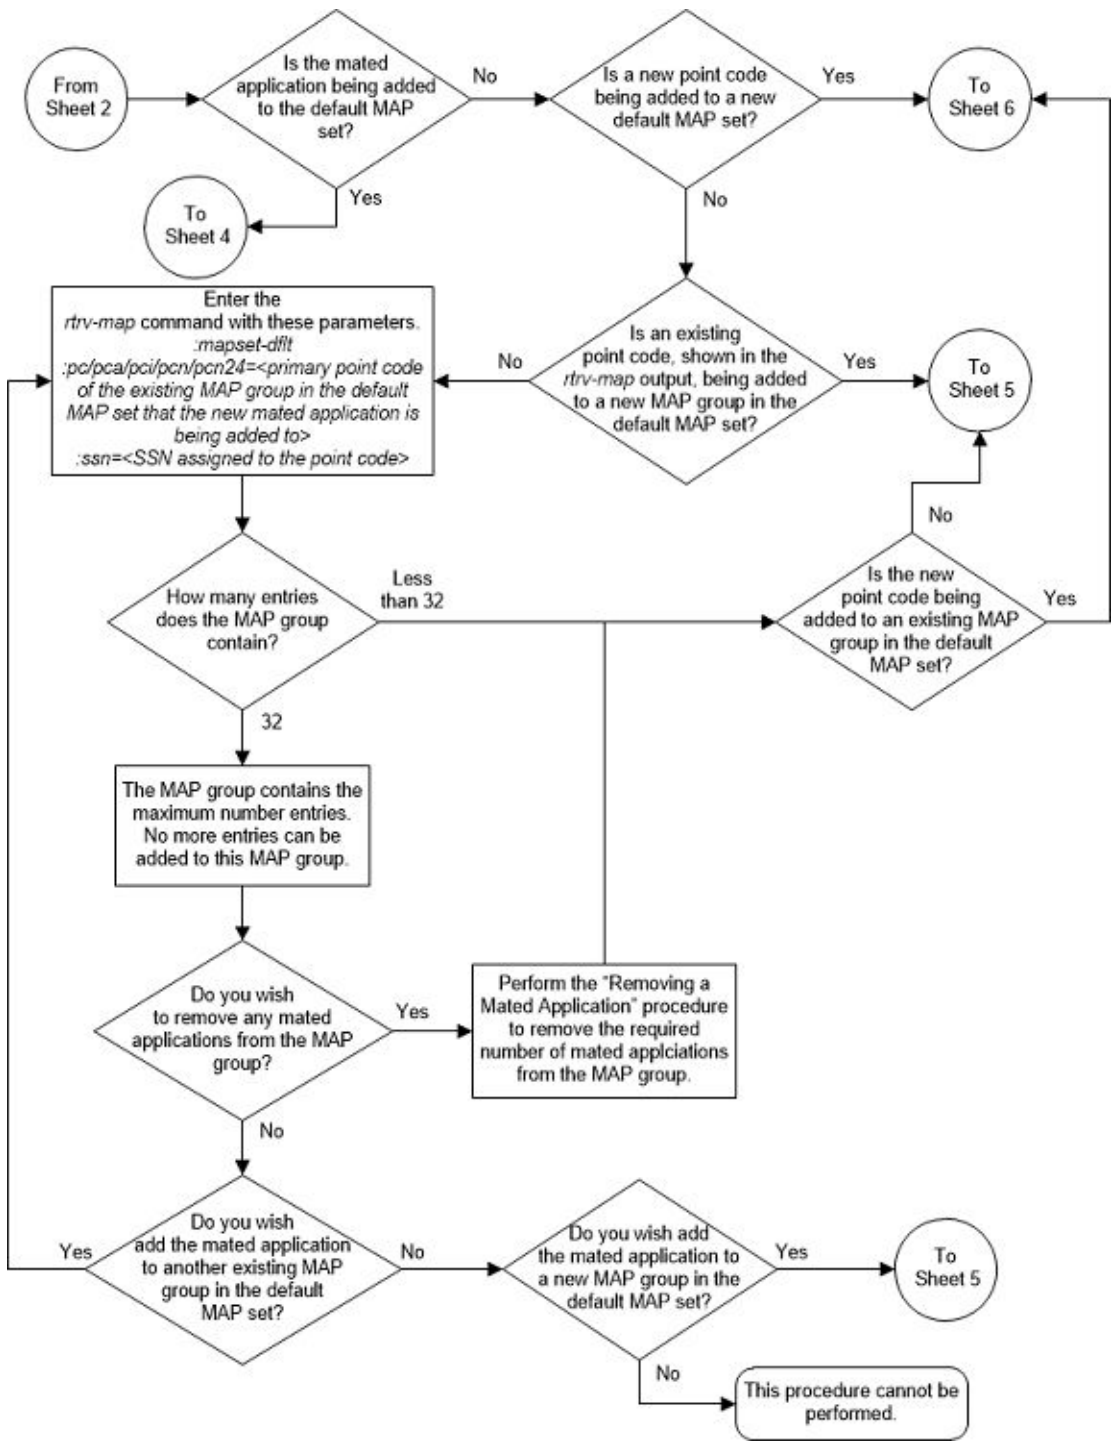 From
Sheet 2
Is the mated
application being added
to the default MAP
set?
No
Is a new point code
being added to a new
default MAP set?
Yes
To
Sheet 6
Yes
To
Sheet 4
No
Enter the
rtrv-map command with these parameters.
:mapset-dflt
:pc/pca/pci/pcn/pcn24=<primary point code
of the existing MAP group in the default
MAP set that the new mated application is
being added to>
:ssn=<SSN assigned to the point code>
No
Is an existing
point code, shown in the
rtrv-map output, being added
to a new MAP group in the
default MAP set?
Yes
To
Sheet 5
No
How many entries
does the MAP group
contain?
Less
than 32
Is the new
point code being
added to an existing MAP
group in the default
MAP set?
Yes
32
The MAP group contains the
maximum number entries.
No more entries can be
added to this MAP group.
Do you wish
to remove any mated
applications from the MAP
group?
Yes
Perform the "Removing a
Mated Application" procedure
to remove the required
number of mated applciations
from the MAP group.
No
Yes
Do you wish
add the mated application
to another existing MAP
group in the default
MAP set?
No
Do you wish add
the mated application to
a new MAP group in the
default MAP set?
Yes
To
Sheet 5
No
This procedure cannot be
performed.